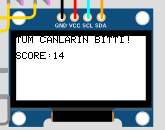 GND VCC SCL SDA
TUM CANLARIN BITTI!
SCORE:14